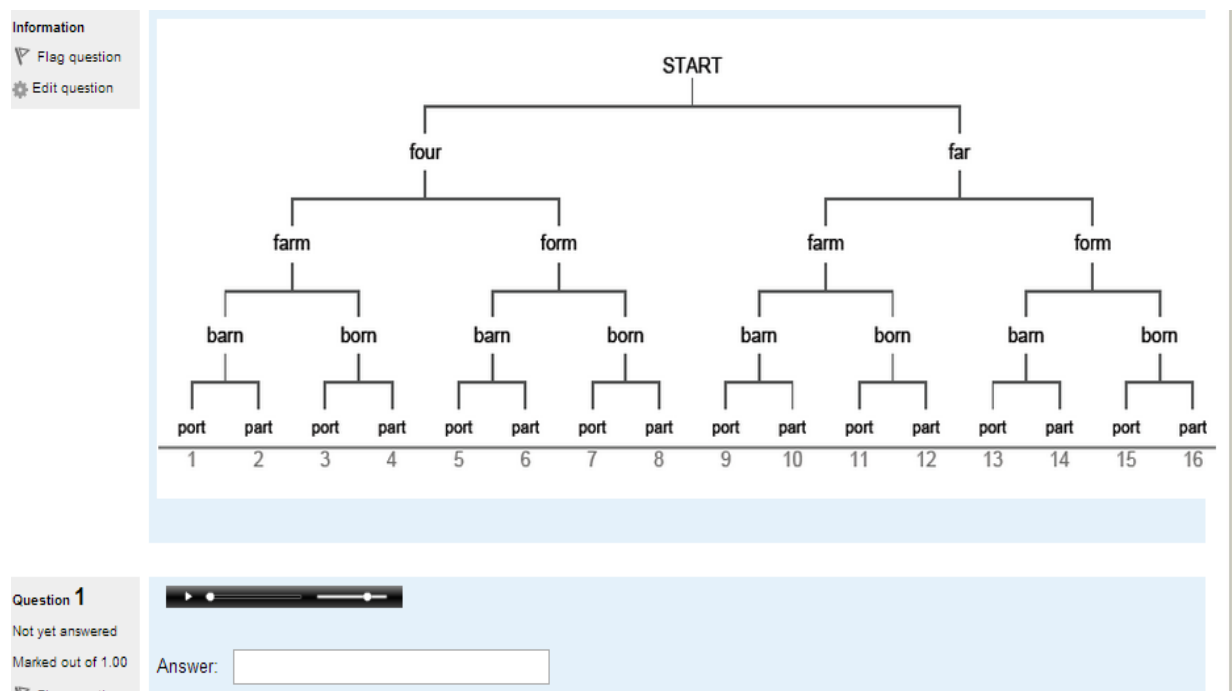 Information
Flag question
Edit question
START
four far
farm form farm form
barn born barn born barn born barn born
port part port part port part port part port part port part port part port part
1 2 3 4 5 6 7 8 9 10 11 12 13 14 15 16
Question 1
Not yet answered
Marked out of 1.00
Answer: